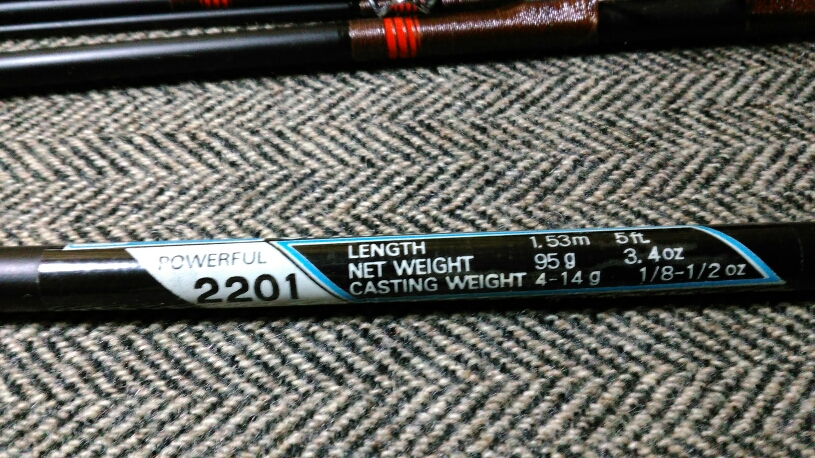 POWERFUL
2201
LENGTH 1.53m 5ft.
NET WEIGHT 95g 3.4oz
CASTING WEIGHT 4-14g 1/8-1/2 oz